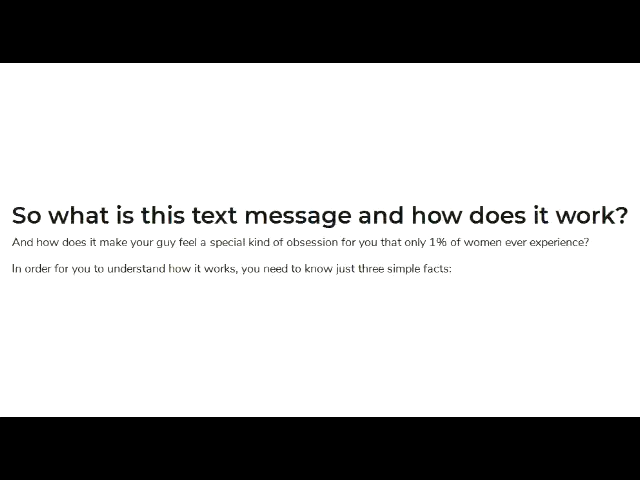 So what is this text message and how does it work?
And how does it make your guy feel a special kind of obsession for you that only 1% of women ever experience?
In order for you to understand how it works, you need to know just three simple facts: